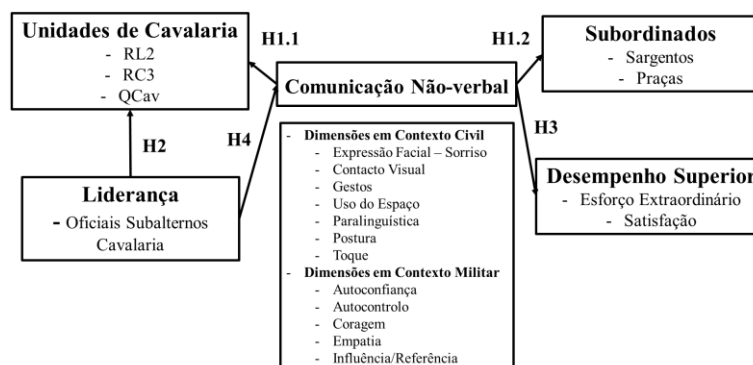 Unidades de Cavalaria
- RL2
- RC3
- QCav
H1.1
H1.2
Subordinados
- Sargentos
- Praças
Comunicação Não-verbal
H2
H4
H3
Liderança
- Oficiais Subalternos
Cavalaria
- Dimensões em Contexto Civil
- Expressão Facial – Sorriso
- Contacto Visual
- Gestos
- Uso do Espaço
- Paralinguística
- Postura
- Toque
- Dimensões em Contexto Militar
- Autoconfiança
- Autocontrolo
- Coragem
- Empatia
- Influência/Referência
Desempenho Superior
- Esforço Extraordinário
- Satisfação